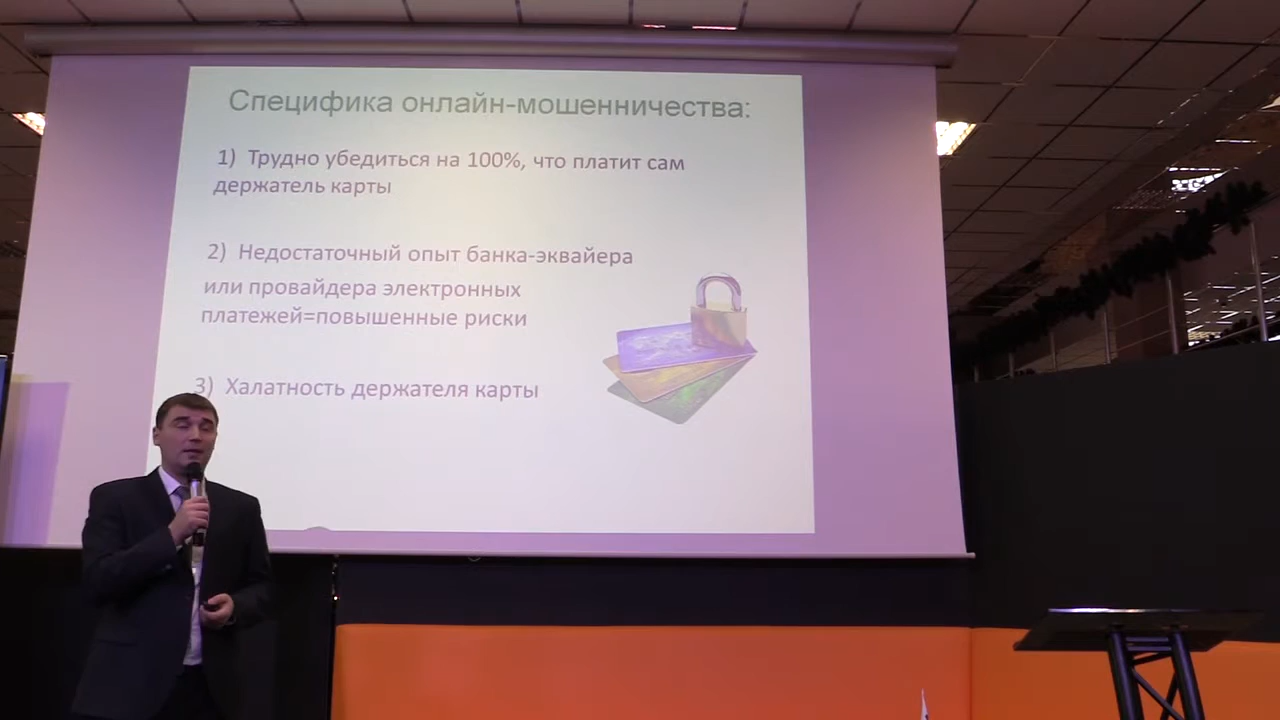 Специфика онлайн-мошенничества:
1) Трудно убедиться на 100%, что платит сам
держатель карты
2) Недостаточный опыт банка-эквайера
или провайдера электронных
платежей=повышенные риски
3) Халатность держателя карты